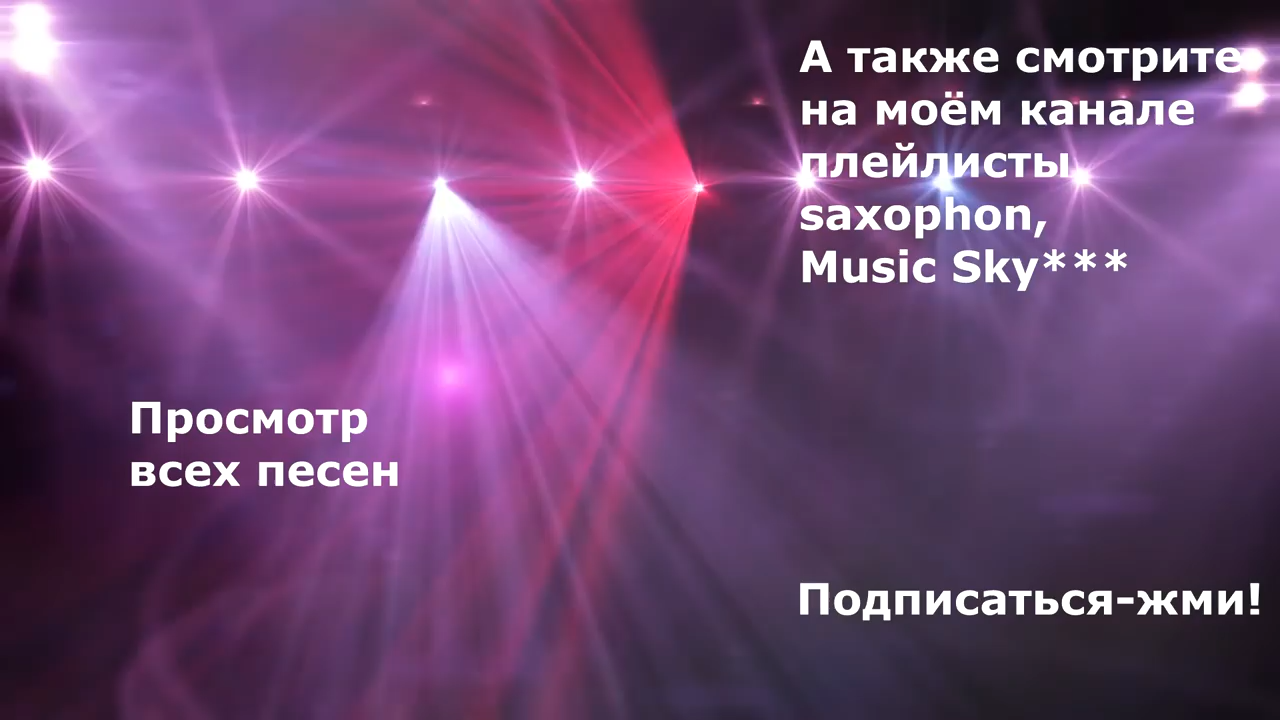 А также смотрите
на моём канале
плейлисты
saxophon,
Music Sky***
Просмотр
всех песен
Подписаться-жми!